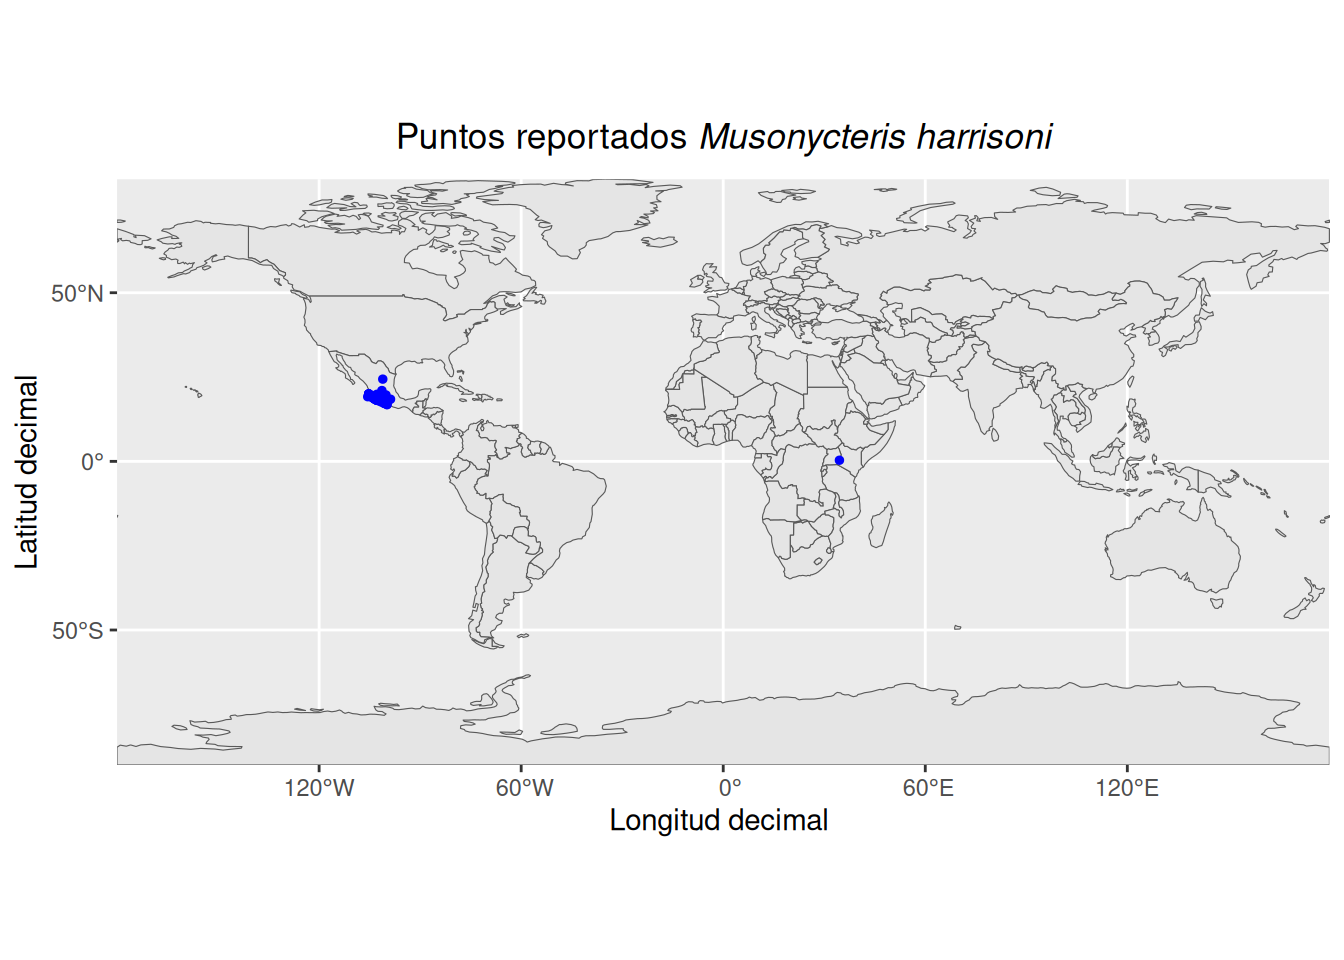 Puntos reportados Musonycteris harrisoni
50°N
0°
50°S
Latitud decimal
120°W 60°W 0° 60°E 120°E
Longitud decimal